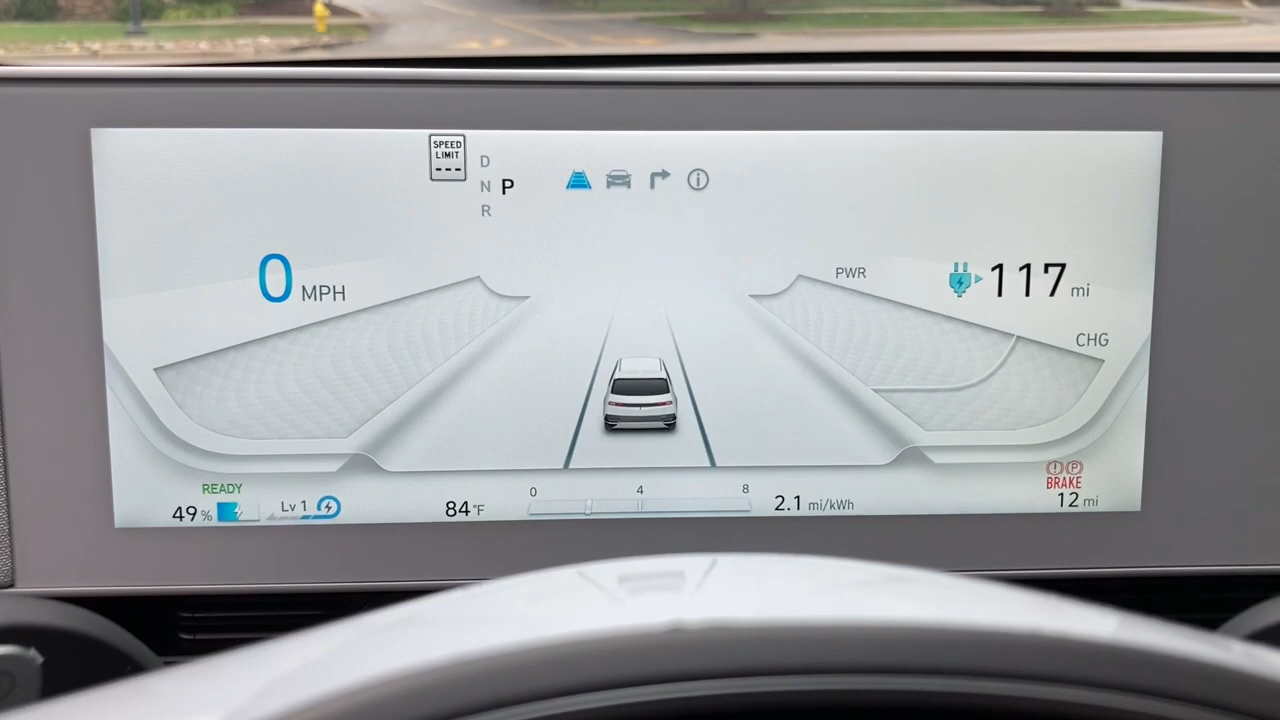 SPEED
LIMIT
---
D
N P
R
0 MPH
PWR
117 mi
CHG
READY
49%
Lv 1
84°F
0 4 8
2.1 mi/kWh
BRAKE
12 mi